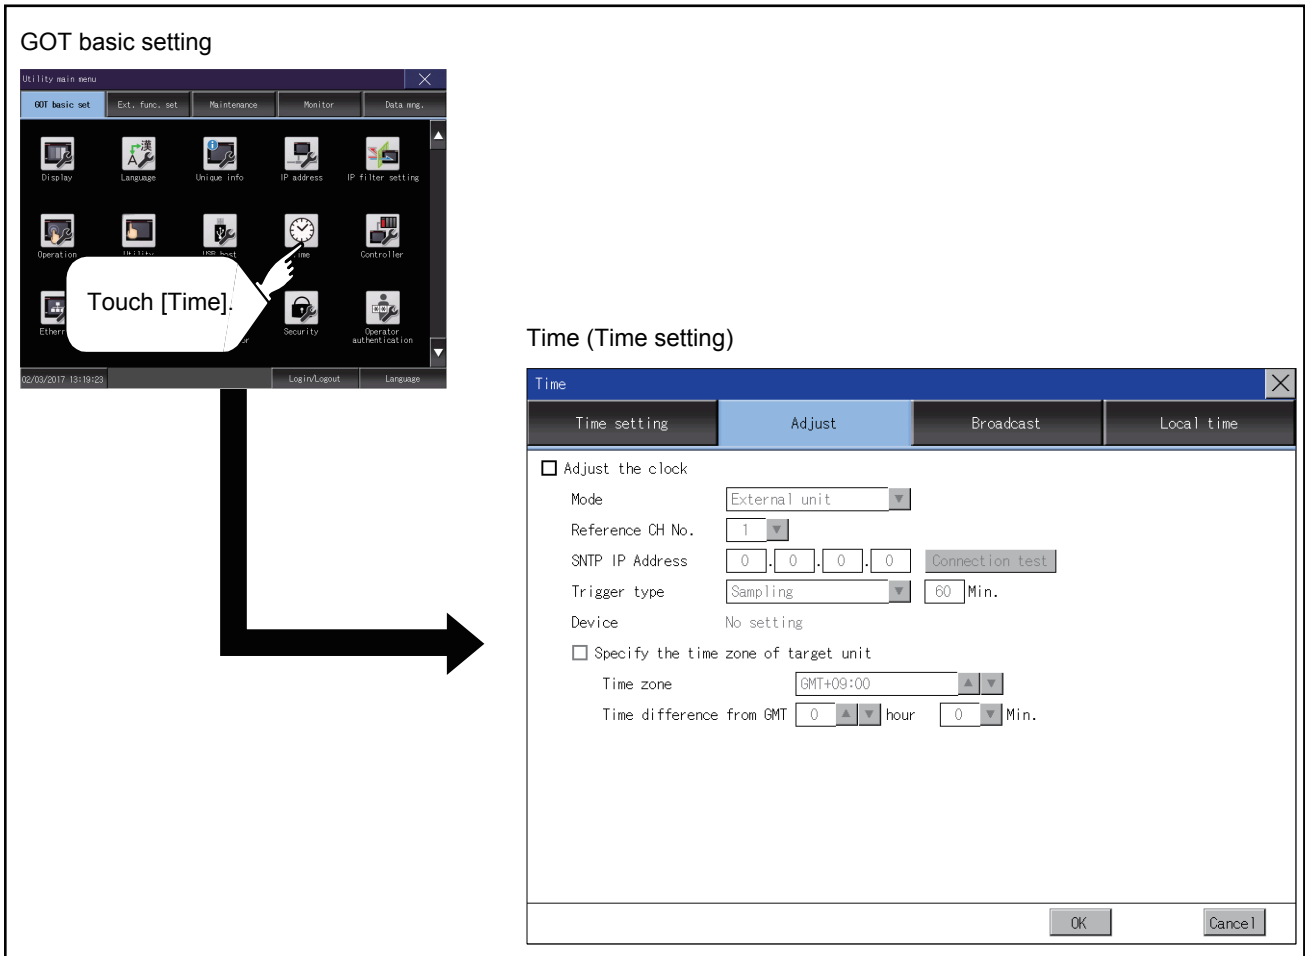 GOT basic setting
Utility main menu
GOT basic set Ext. func. set Maintenance Monitor Data mng.
Display Language Unique info IP address IP filter setting
Operation Utility USB host Time Controller
Touch [Time].
Security Operator
authentication
02/03/2017 13:19:23 Login/Logout Language
Time (Time setting)
Time
Time setting Adjust Broadcast Local time
Adjust the clock
Mode External unit
Reference CH No. 1
SNTP IP Address 0 . 0 . 0 . 0 Connection test
Trigger type Sampling 60 Min.
Device No setting
Specify the time zone of target unit
Time zone GMT+09:00
Time difference from GMT 0 hour 0 Min.
OK Cancel